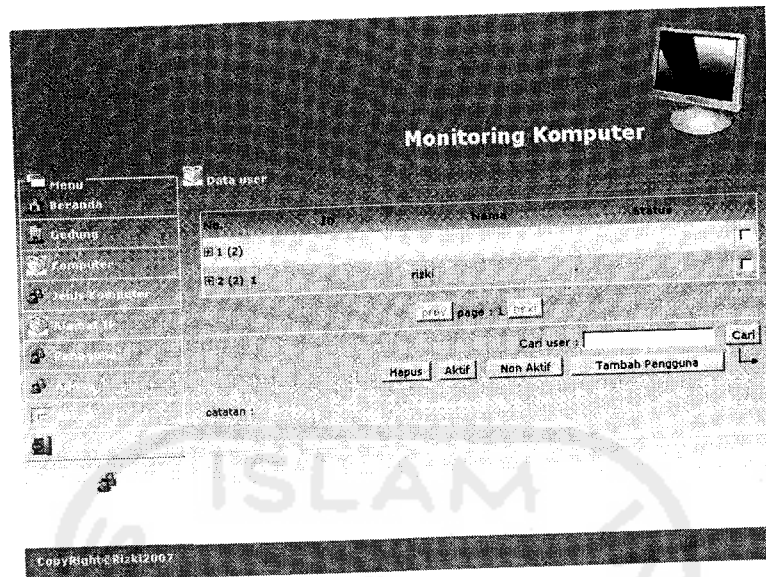 Monitoring Komputer
Menu
Beranda
Gedung
Komputer
Jenis Komputer
Alamat IP
Data user
No. ID Nama Status
1 (2)
2 (2) 1 rizki
prev page : 1 next
Cari user : Cari
Hapus Aktif Non Aktif Tambah Pengguna
catatan :
ISLAM
CopyRight©Rizki2007